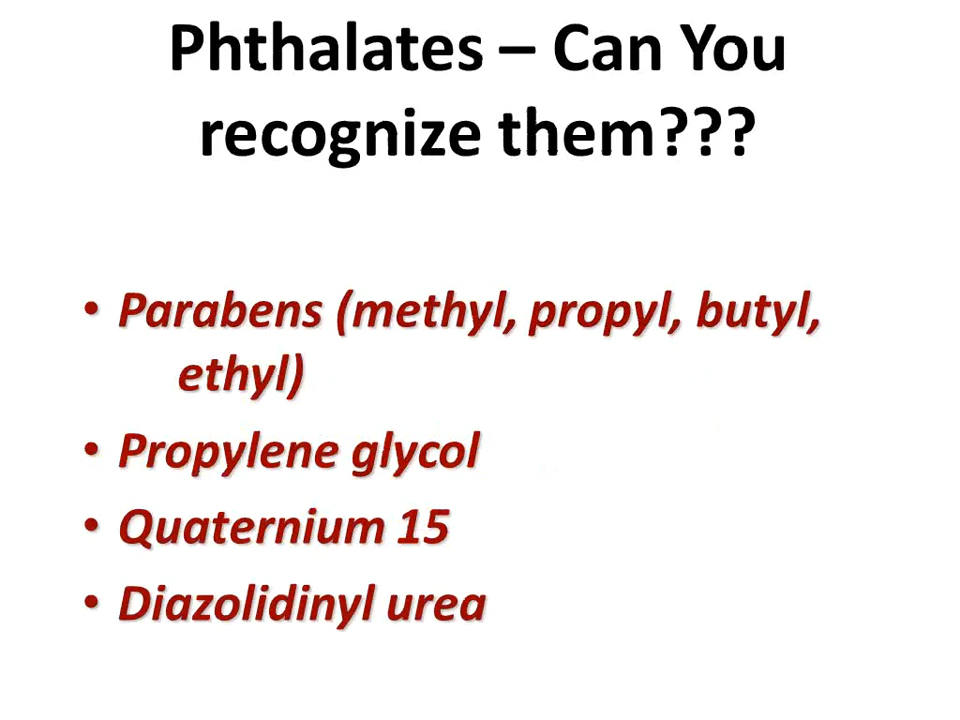 Phthalates – Can You
recognize them???
• Parabens (methyl, propyl, butyl,
ethyl)
• Propylene glycol
• Quaternium 15
• Diazolidinyl urea